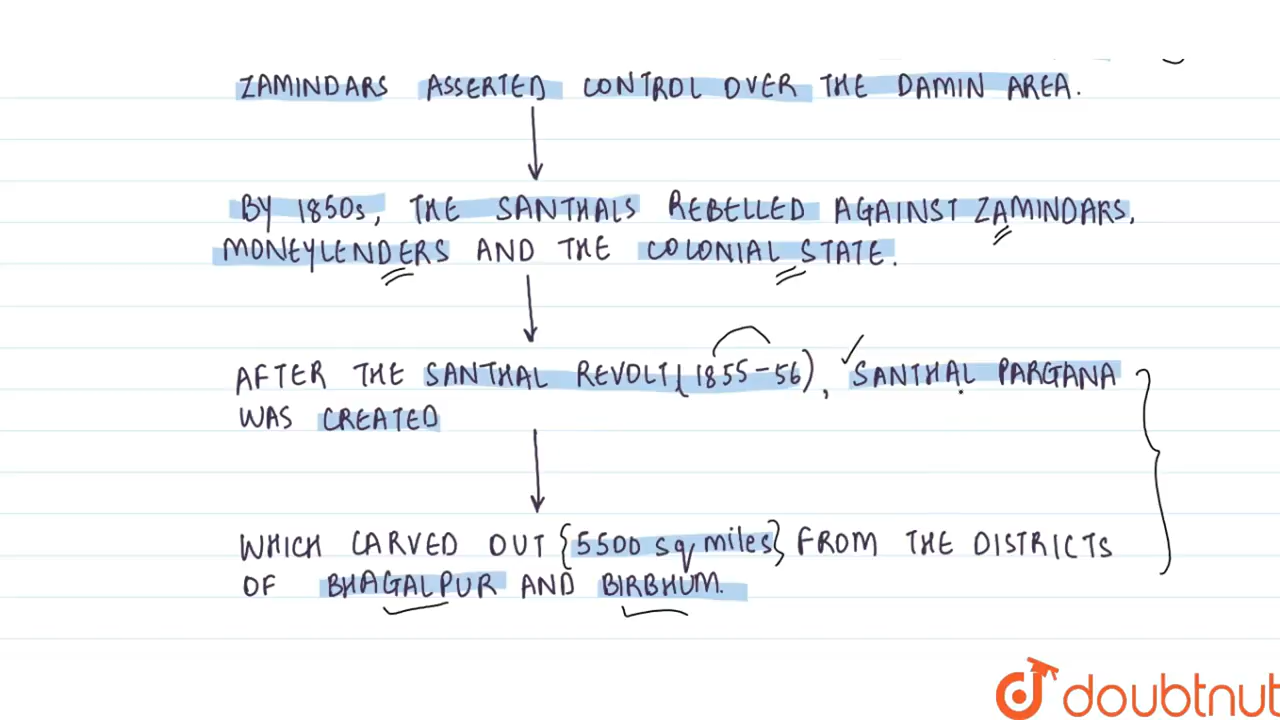 ZAMINDARS ASSERTED CONTROL OVER THE DAMIN AREA.
BY 1850s, THE SANTHALS REBELLED AGAINST ZAMINDARS,
MONEYLENDERS AND THE COLONIAL STATE.
AFTER THE SANTHAL REVOLT (1855-56), SANTHAL PARGANA
WAS CREATED
WHICH CARVED OUT {5500 sq miles} FROM THE DISTRICTS
OF BHAGALPUR AND BIRBHUM.
doubtnut